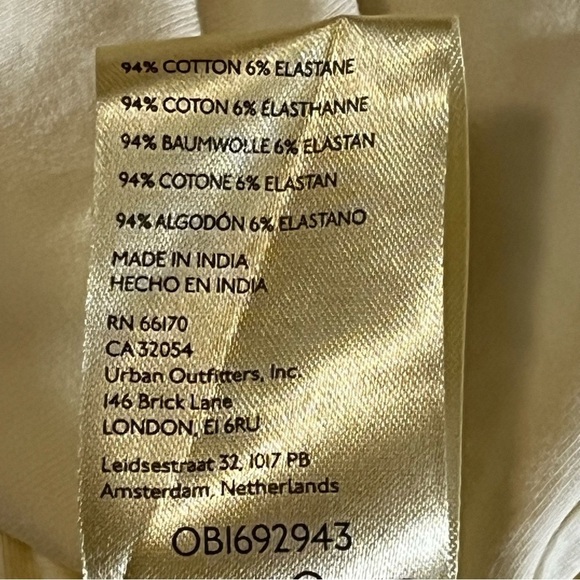 94% COTTON 6% ELASTANE
94% COTON 6% ÉLASTHANNE
94% BAUMWOLLE 6% ELASTAN
94% COTONE 6% ELASTAN
94% ALGODÓN 6% ELASTANO
MADE IN INDIA
HECHO EN INDIA
RN 66170
CA 32054
Urban Outfitters, Inc.
146 Brick Lane
LONDON, E1 6RU
Leidsestraat 32, 1017 PB
Amsterdam, Netherlands
OB1692943